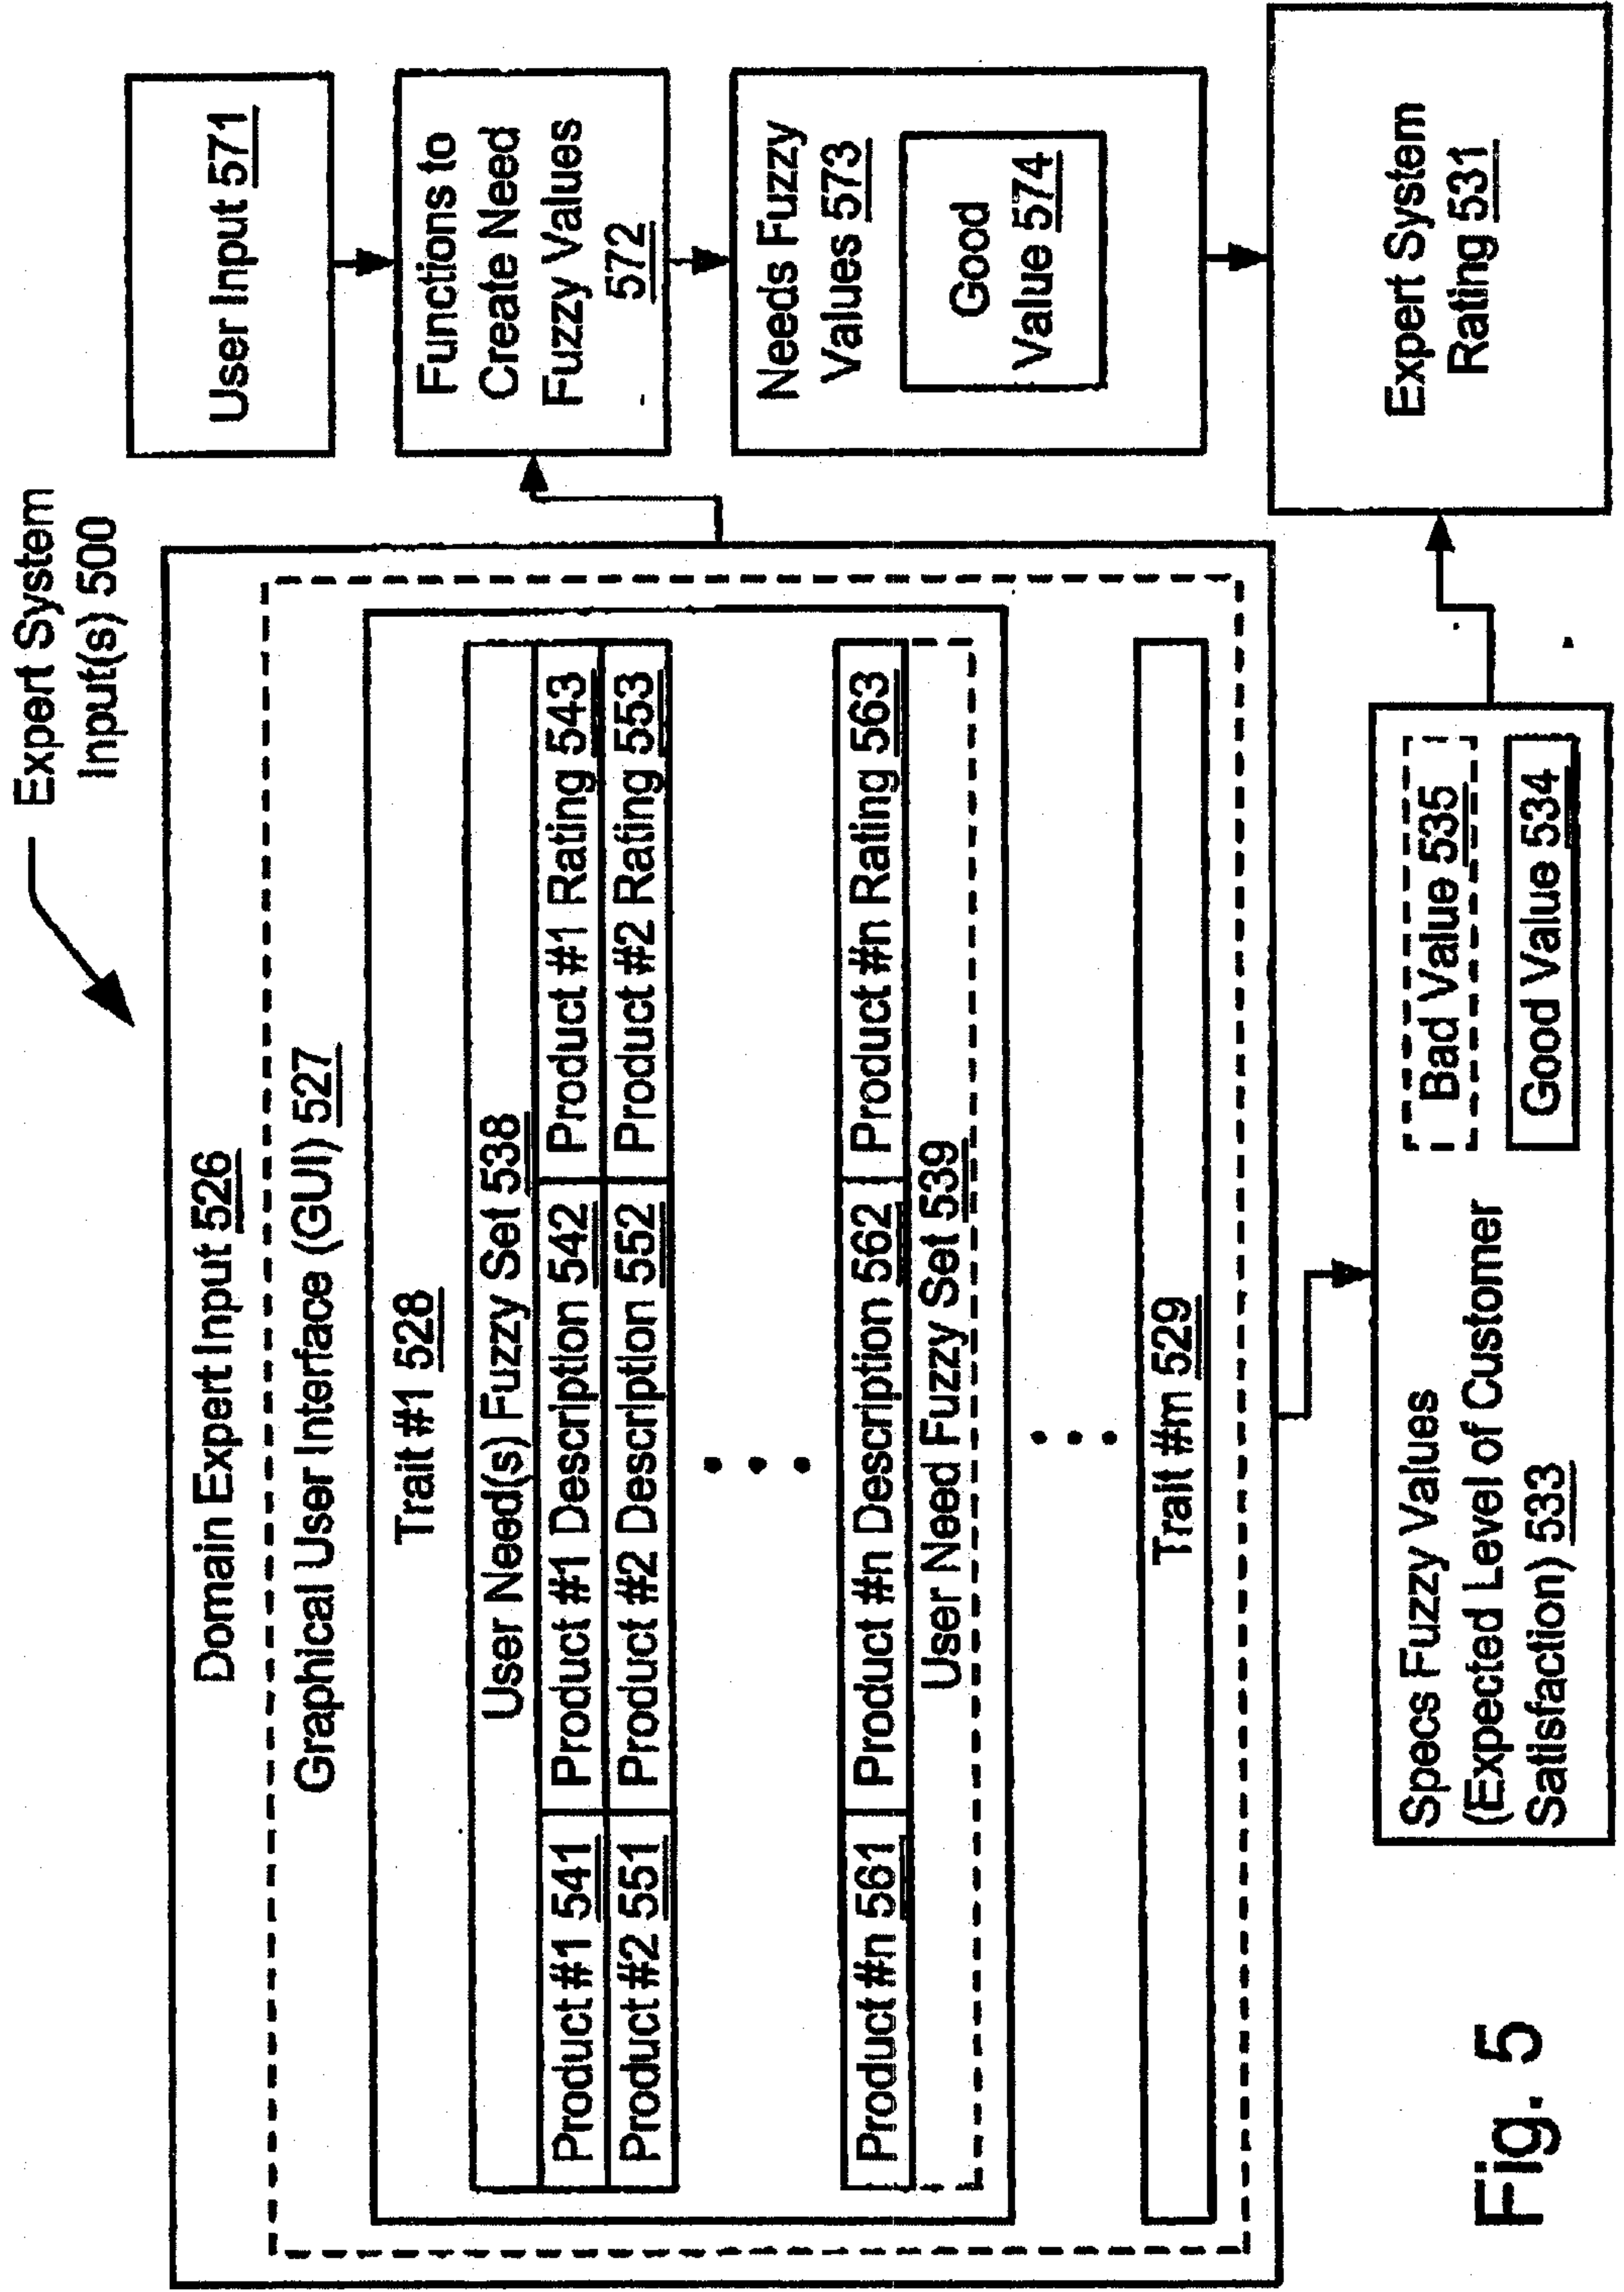 Expert System
Input(s) 500
Domain Expert Input 526
Graphical User Interface (GUI) 527
Trait #1 528
User Need(s) Fuzzy Set 538
Product #1 541 Product #1 Description 542 Product #1 Rating 543
Product #2 551 Product #2 Description 552 Product #2 Rating 553
Product #n 561 Product #n Description 562 Product #n Rating 563
User Need Fuzzy Set 539
Trait #m 529
User Input 571
Functions to
Create Need
Fuzzy Values
572
Needs Fuzzy
Values 573
Good
Value 574
Expert System
Rating 531
Specs Fuzzy Values
(Expected Level of Customer
Satisfaction) 533
Bad Value 535
Good Value 534
Fig. 5